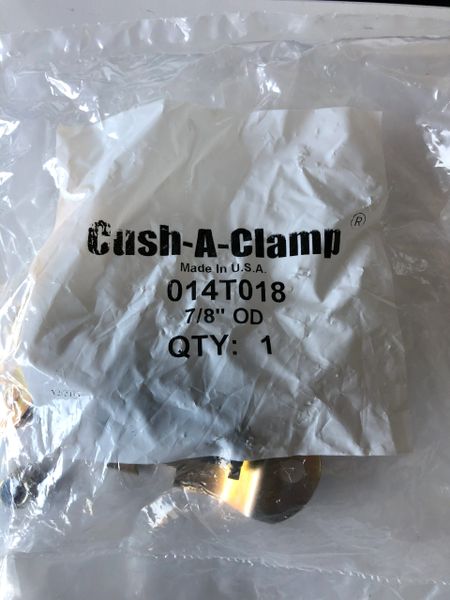 Cush-A-Clamp ®
Made In U.S.A.
014T018
7/8" OD
QTY: 1